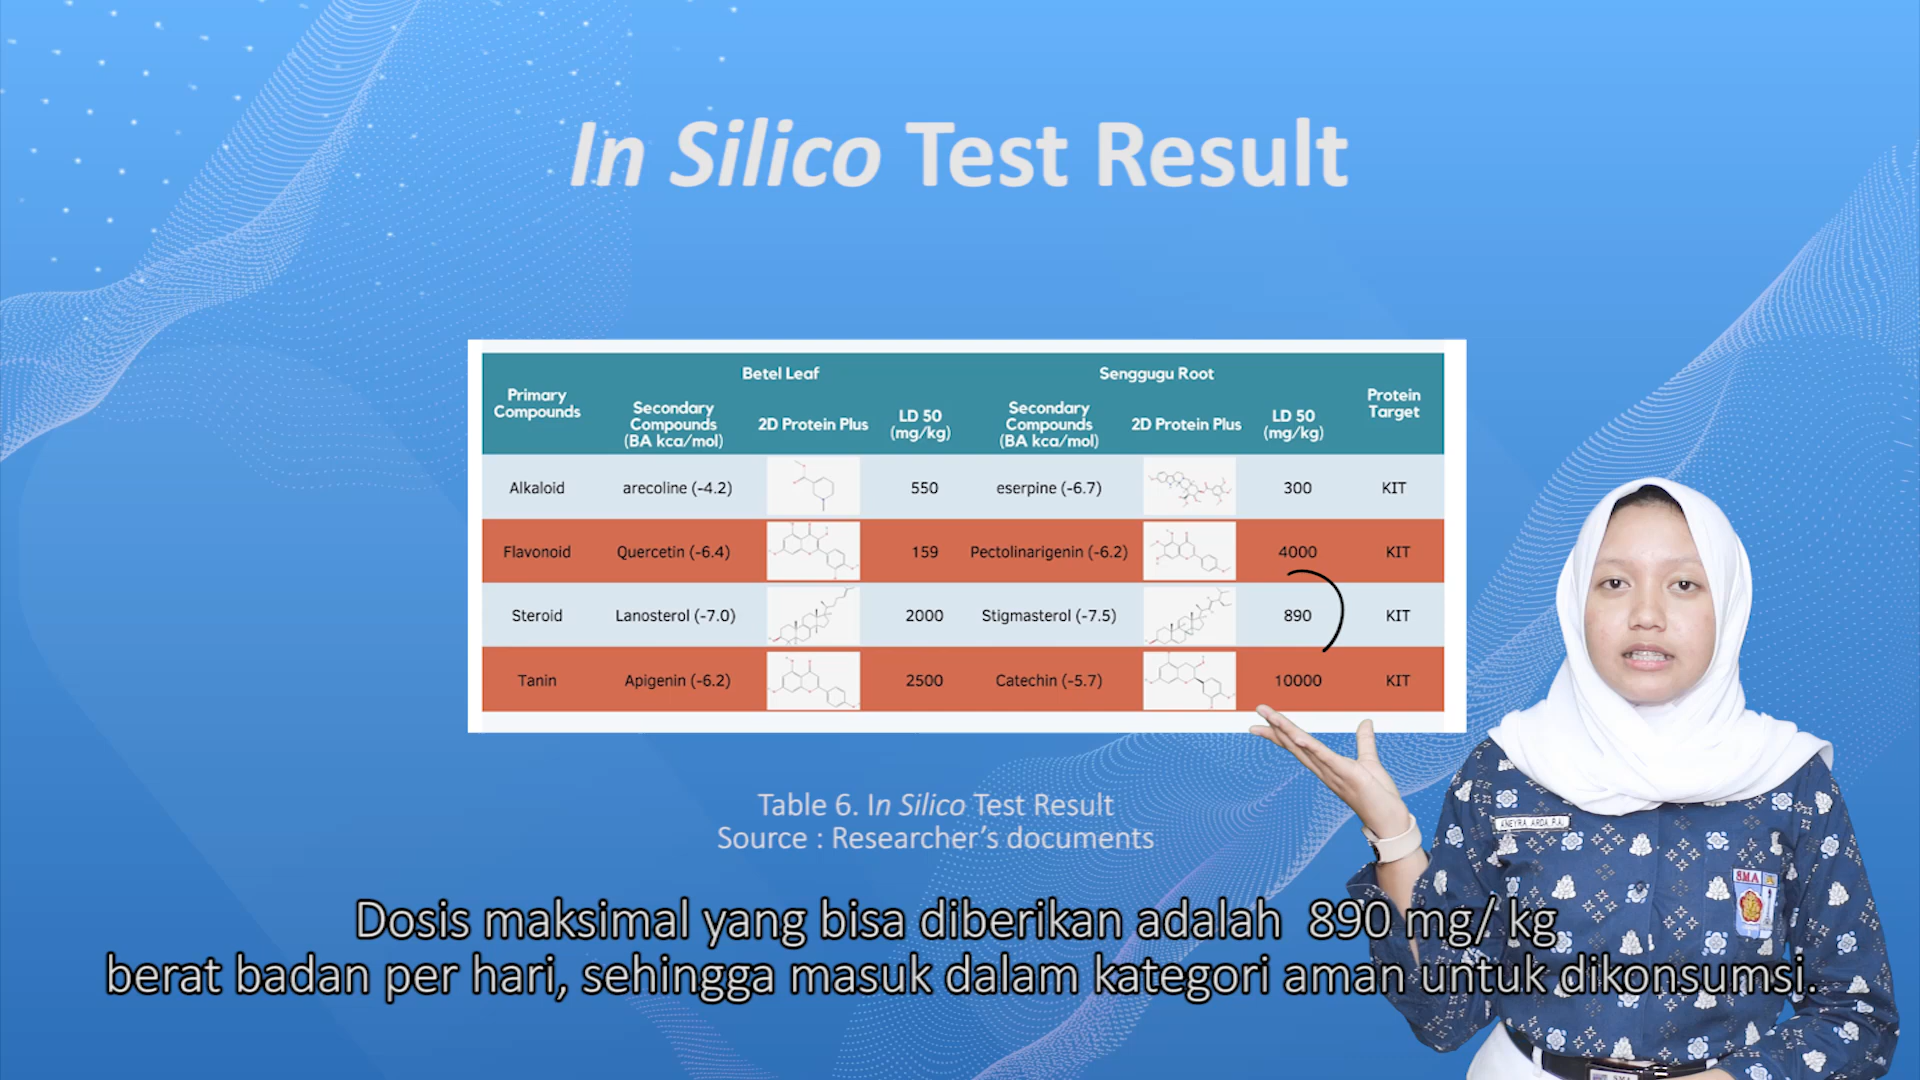 In Silico Test Result
Betel Leaf
Senggugu Root
Primary
Compounds
Secondary
Compounds
(BA kca/mol)
2D Protein Plus
LD 50
(mg/kg)
Secondary
Compounds
(BA kca/mol)
2D Protein Plus
LD 50
(mg/kg)
Protein
Target
Alkaloid arecoline (-4.2) 550 eserpine (-6.7) 300 KIT
Flavonoid Quercetin (-6.4) 159 Pectolinarigenin (-6.2) 4000 KIT
Steroid Lanosterol (-7.0) 2000 Stigmasterol (-7.5) 890 KIT
Tanin Apigenin (-6.2) 2500 Catechin (-5.7) 10000 KIT
Table 6. In Silico Test Result
Source : Researcher's documents
ANEYRA ARDA P.A.
SMA
Dosis maksimal yang bisa diberikan adalah 890 mg/ kg
berat badan per hari, sehingga masuk dalam kategori aman untuk dikonsumsi.
SMA